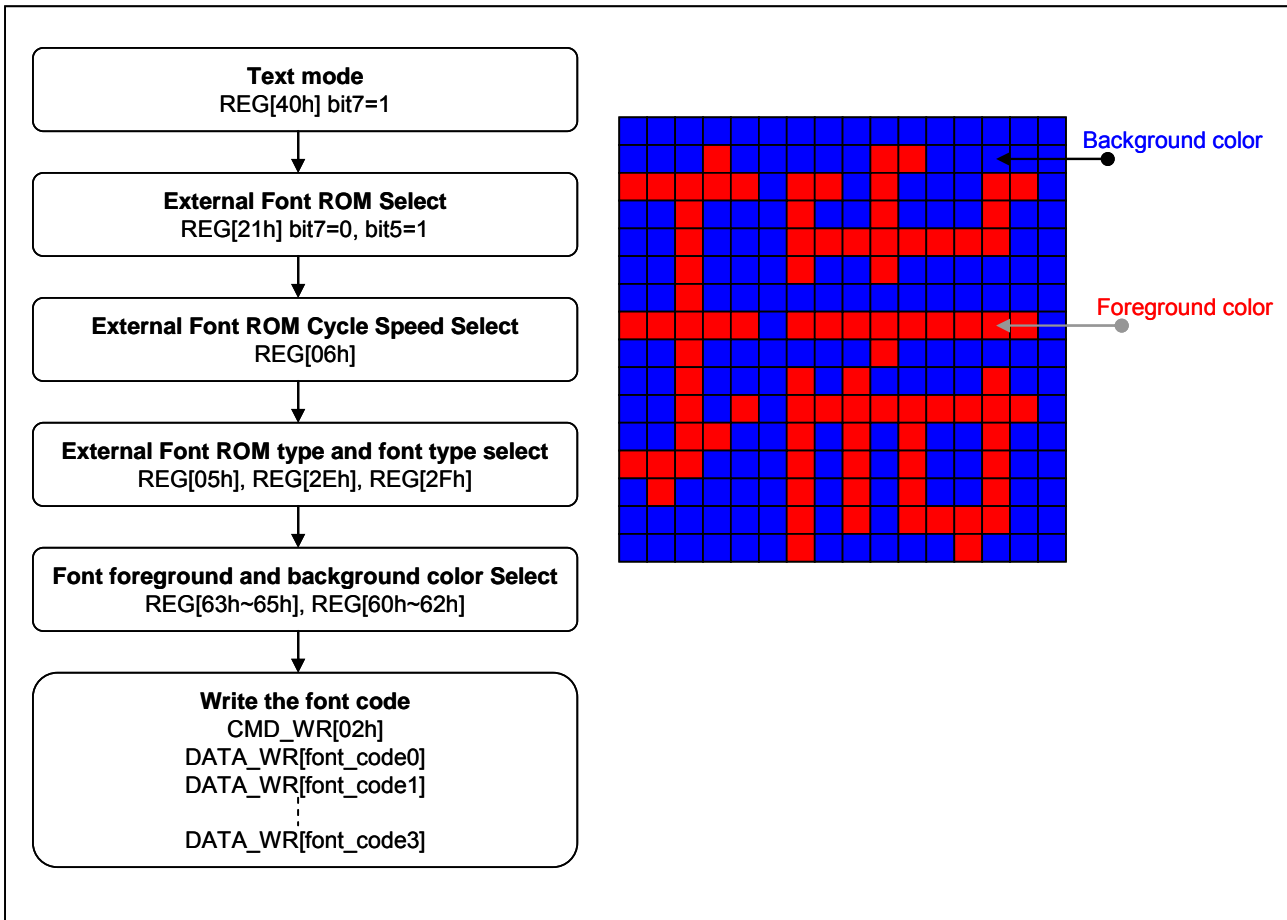 Text mode
REG[40h] bit7=1
External Font ROM Select
REG[21h] bit7=0, bit5=1
External Font ROM Cycle Speed Select
REG[06h]
External Font ROM type and font type select
REG[05h], REG[2Eh], REG[2Fh]
Font foreground and background color Select
REG[63h~65h], REG[60h~62h]
Write the font code
CMD_WR[02h]
DATA_WR[font_code0]
DATA_WR[font_code1]
DATA_WR[font_code3]
Background color
Foreground color